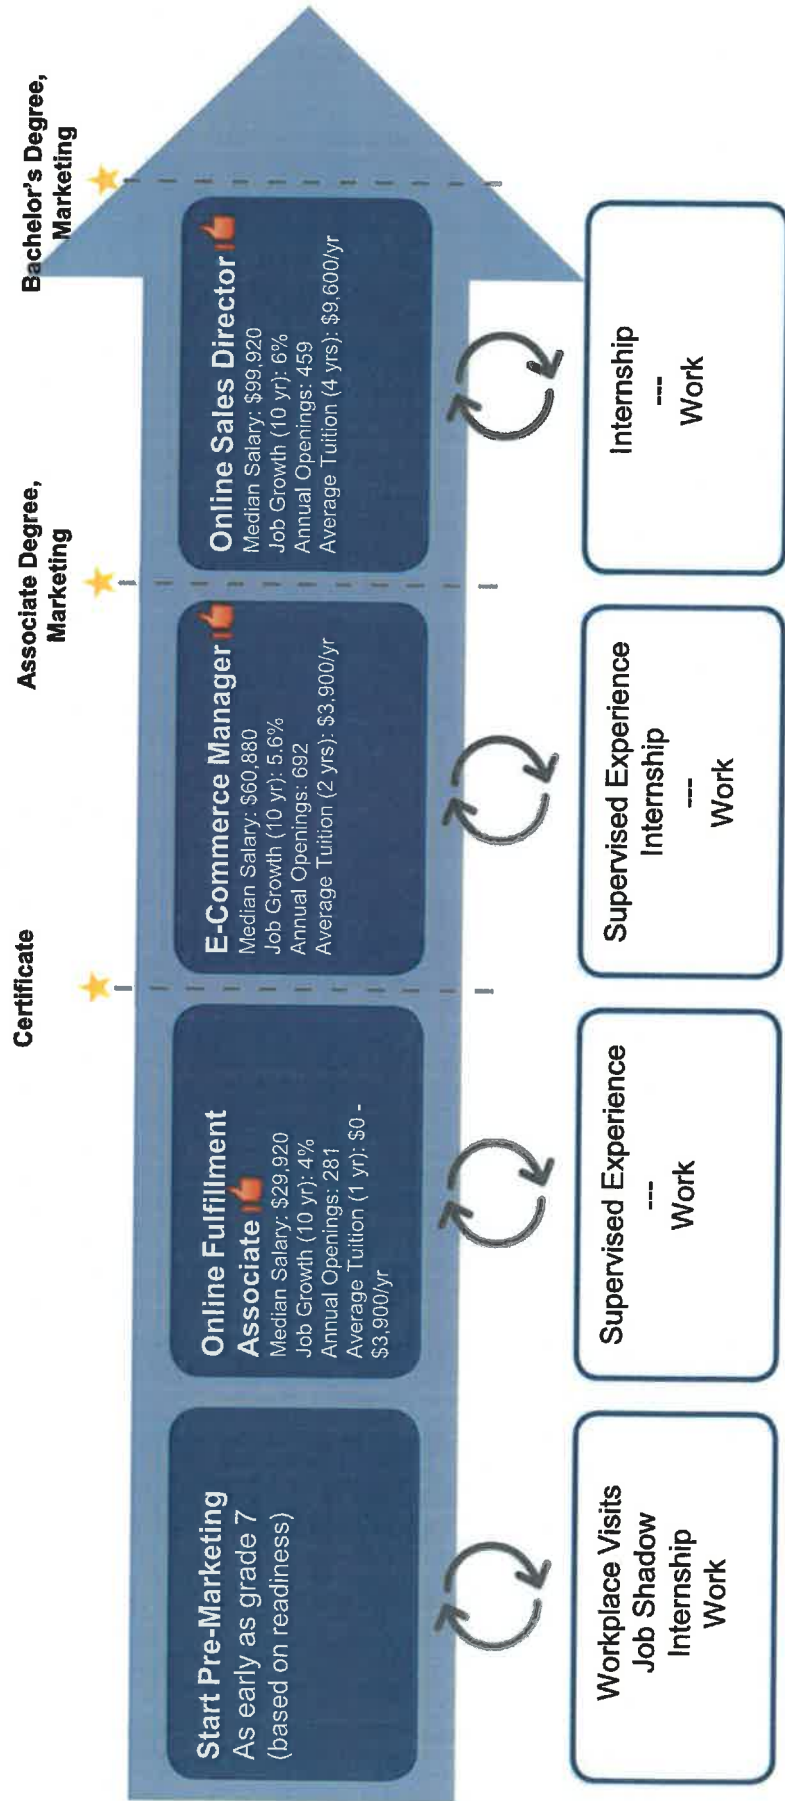 Certificate
Associate Degree,
Marketing
Bachelor's Degree,
Marketing
Start Pre-Marketing
As early as grade 7
(based on readiness)
Online Fulfillment
Associate
Median Salary: $29,920
Job Growth (10 yr): 4%
Annual Openings: 281
Average Tuition (1 yr): $0 -
$3,900/yr
E-Commerce Manager
Median Salary: $60,880
Job Growth (10 yr): 5.6%
Annual Openings: 692
Average Tuition (2 yrs): $3,900/yr
Online Sales Director
Median Salary: $99,920
Job Growth (10 yr): 6%
Annual Openings: 459
Average Tuition (4 yrs): $9,600/yr
Workplace Visits
Job Shadow
Internship
Work
Supervised Experience
---
Work
Supervised Experience
Internship
---
Work
Internship
---
Work